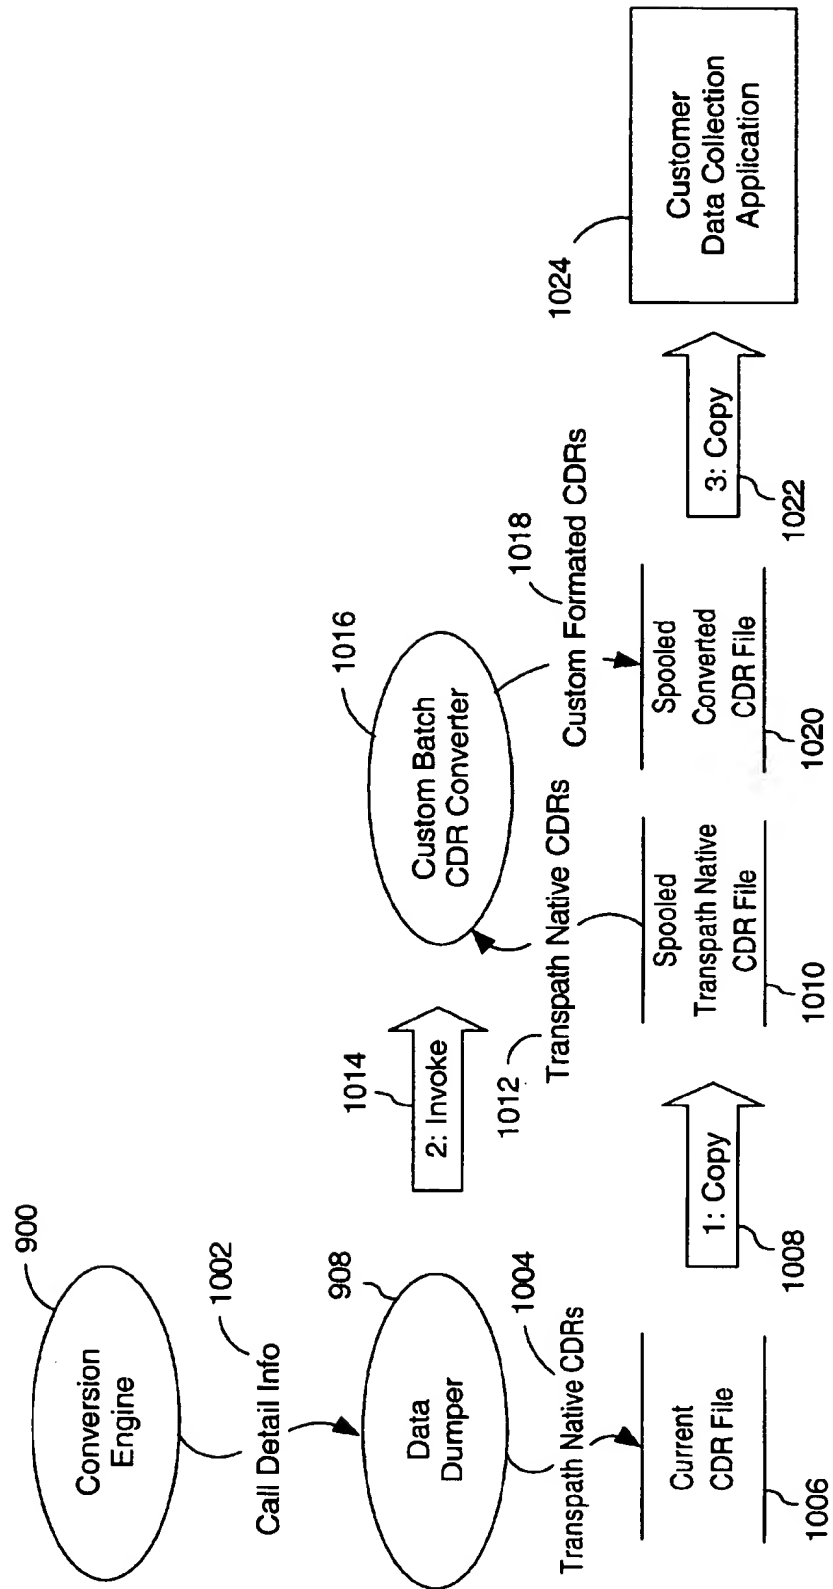 900
Conversion
Engine
1002
Call Detail Info
908
Data
Dumper
1004
Transpath Native CDRs
Current
CDR File
1006
1: Copy
1008
1014
2: Invoke
1012
Transpath Native CDRs
Spooled
Transpath Native
CDR File
1010
1016
Custom Batch
CDR Converter
1018
Custom Formated CDRs
Spooled
Converted
CDR File
1020
3: Copy
1022
1024
Customer
Data Collection
Application